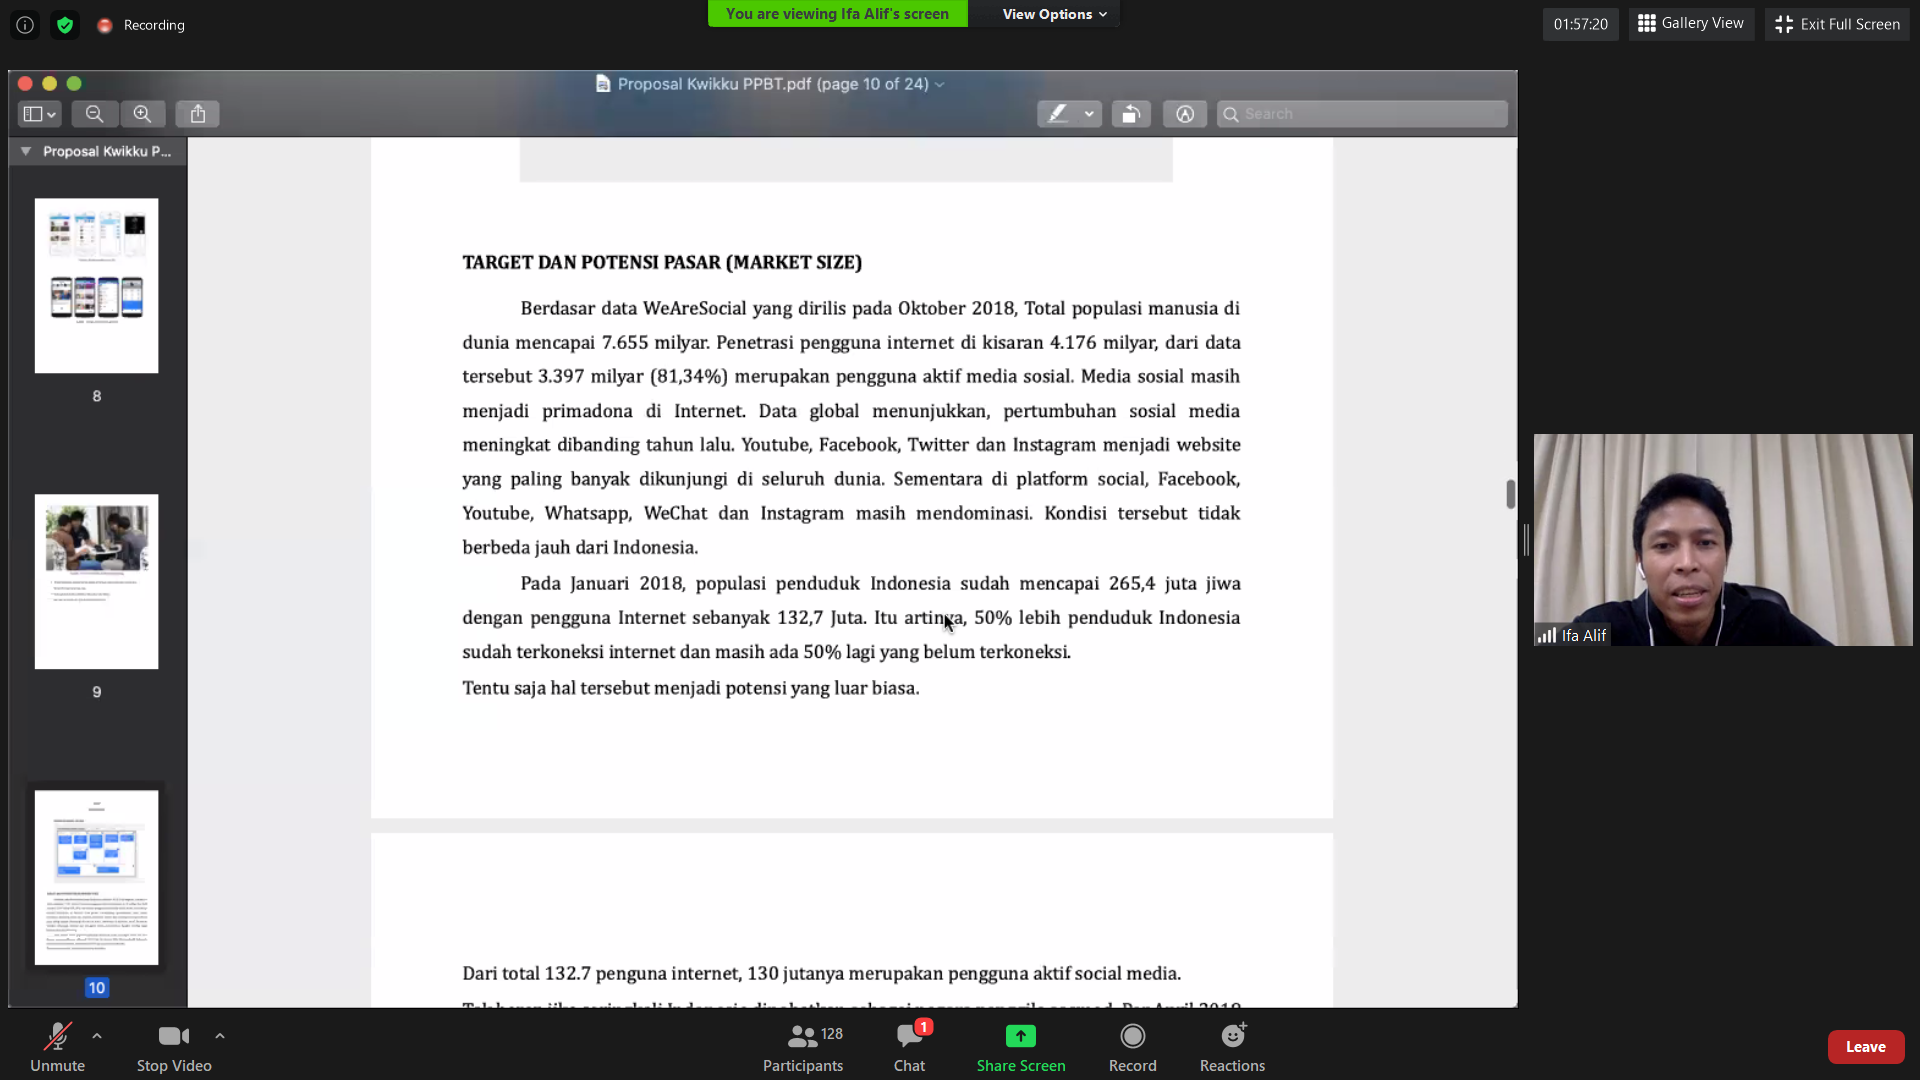 Recording
You are viewing Ifa Alif's screen
View Options
01:57:20
Gallery View
Exit Full Screen
Proposal Kwikku PPBT.pdf (page 10 of 24)
Search
Proposal Kwikku P...
8
9
10
TARGET DAN POTENSI PASAR (MARKET SIZE)
Berdasar data WeAreSocial yang dirilis pada Oktober 2018, Total populasi manusia di
dunia mencapai 7.655 milyar. Penetrasi pengguna internet di kisaran 4.176 milyar, dari data
tersebut 3.397 milyar (81,34%) merupakan pengguna aktif media sosial. Media sosial masih
menjadi primadona di Internet. Data global menunjukkan, pertumbuhan sosial media
meningkat dibanding tahun lalu. Youtube, Facebook, Twitter dan Instagram menjadi website
yang paling banyak dikunjungi di seluruh dunia. Sementara di platform social, Facebook,
Youtube, Whatsapp, WeChat dan Instagram masih mendominasi. Kondisi tersebut tidak
berbeda jauh dari Indonesia.
Pada Januari 2018, populasi penduduk Indonesia sudah mencapai 265,4 juta jiwa
dengan pengguna Internet sebanyak 132,7 Juta. Itu artinya, 50% lebih penduduk Indonesia
sudah terkoneksi internet dan masih ada 50% lagi yang belum terkoneksi.
Tentu saja hal tersebut menjadi potensi yang luar biasa.
Dari total 132.7 penguna internet, 130 jutanya merupakan pengguna aktif social media.
Ifa Alif
Unmute
Stop Video
128
Participants
1
Chat
Share Screen
Record
Reactions
Leave